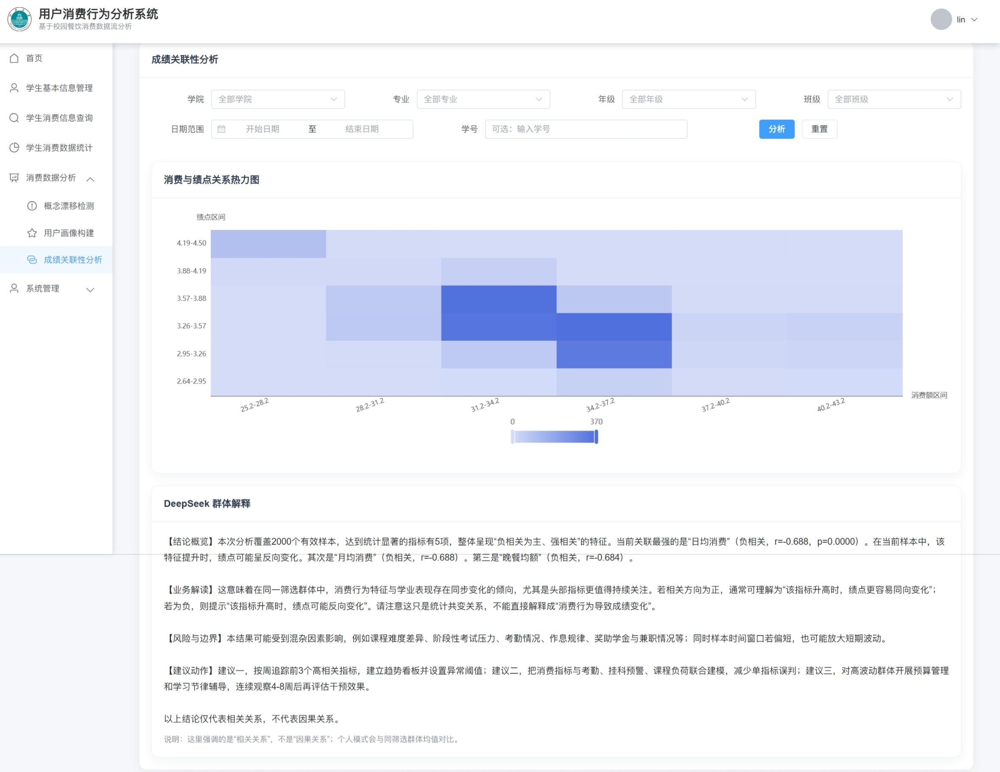 用户消费行为分析系统
基于校园餐饮消费数据流分析
lin
首页
学生基本信息管理
学生消费信息查询
学生消费数据统计
消费数据分析
概念漂移检测
用户画像构建
成绩关联性分析
系统管理
成绩关联性分析
学院 全部学院 专业 全部专业 年级 全部年级 班级 全部班级
日期范围 开始日期 至 结束日期 学号 可选：输入学号 分析 重置
消费与绩点关系热力图
绩点区间
4.19-4.50
3.88-4.19
3.57-3.88
3.26-3.57
2.95-3.26
2.64-2.95
消费额区间
25.2-28.2 28.2-31.2 31.2-34.2 34.2-37.2 37.2-40.2 40.2-43.2
0 370
DeepSeek 群体解释
【结论概览】本次分析覆盖2000个有效样本，达到统计显著的指标有5项，整体呈现“负相关为主、强相关”的特征。当前关联最强的是“日均消费”（负相关，r=-0.688，p=0.0000）。在当前样本中，该
特征提升时，绩点可能呈反向变化。其次是“月均消费”（负相关，r=-0.688）。第三是“晚餐均额”（负相关，r=-0.684）。
【业务解读】这意味着在同一筛选群体中，消费行为特征与学业表现存在同步变化的倾向，尤其是头部指标更值得持续关注。若相关方向为正，通常可理解为“该指标升高时，绩点更容易同向变化”；
若为负，则提示“该指标升高时，绩点可能反向变化”。请注意这只是统计共变关系，不能直接解释成“消费行为导致成绩变化”。
【风险与边界】本结果可能受到混杂因素影响，例如课程难度差异、阶段性考试压力、考勤情况、作息规律、奖助学金与兼职情况等；同时样本时间窗口若偏短，也可能放大短期波动。
【建议动作】建议一，按周追踪前3个高相关指标，建立趋势看板并设置异常阈值；建议二，把消费指标与考勤、挂科预警、课程负荷联合建模，减少单指标误判；建议三，对高波动群体开展预算管理
和学习节律辅导，连续观察4-8周后再评估干预效果。
以上结论仅代表相关关系，不代表因果关系。
说明：这里强调的是“相关关系”，不是“因果关系”；个人模式会与同筛选群体均值对比。